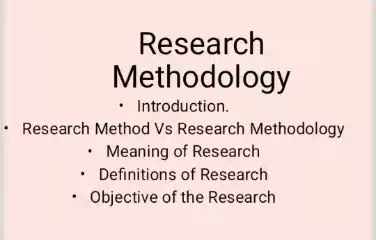 Research
Methodology
• Introduction.
• Research Method Vs Research Methodology
• Meaning of Research
• Definitions of Research
• Objective of the Research